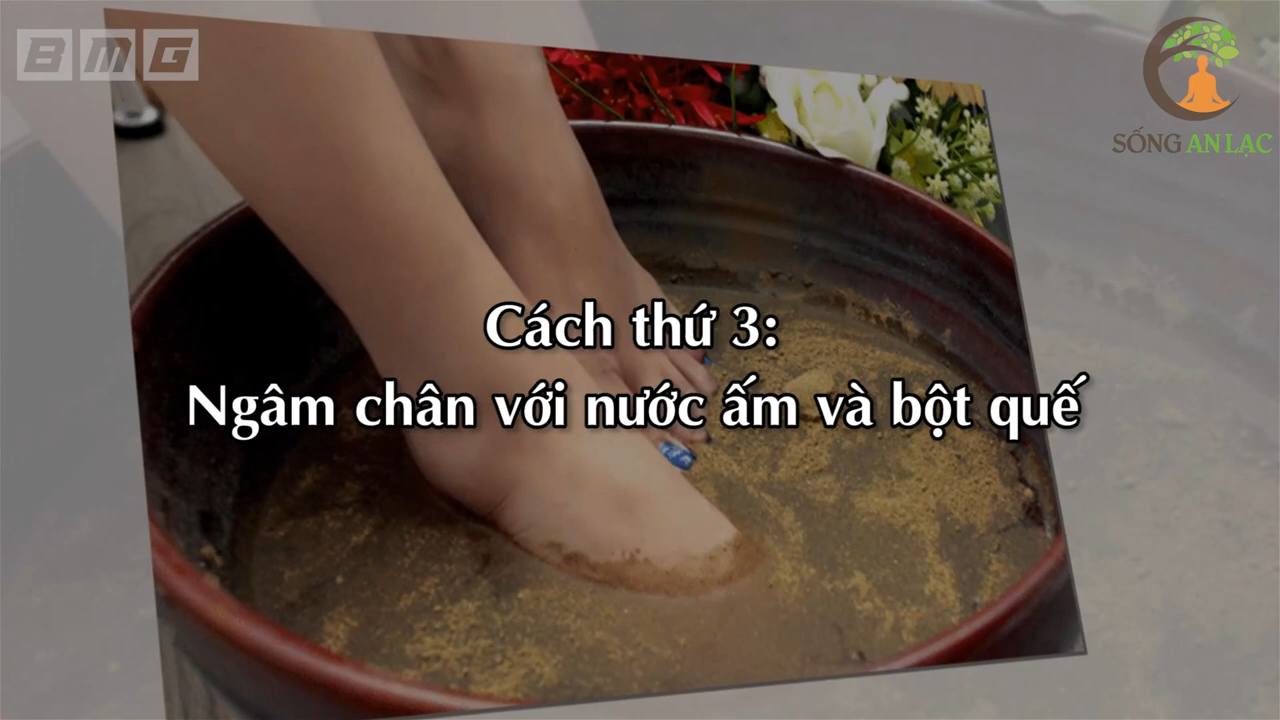 BMG
SỐNG AN LẠC
Cách thứ 3:
Ngâm chân với nước ấm và bột quế